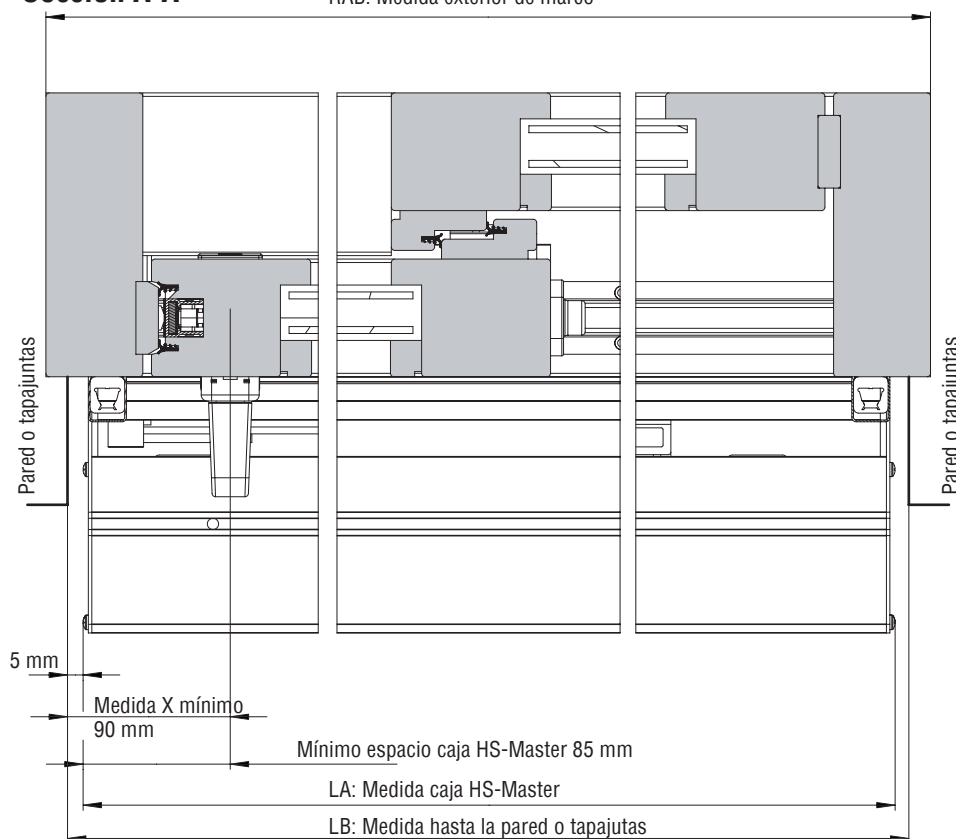 RAB: Medida exterior de marco
Pared o tapajuntas
Pared o tapajuntas
5 mm
Medida X mínimo
90 mm
Mínimo espacio caja HS-Master 85 mm
LA: Medida caja HS-Master
LB: Medida hasta la pared o tapajutas